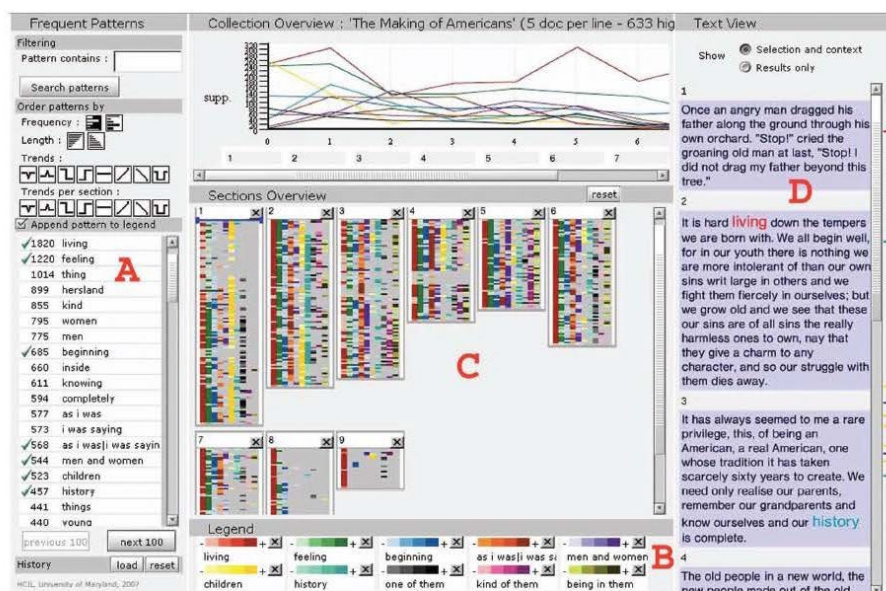 Frequent Patterns
Filtering
Pattern contains :
Search patterns
Order patterns by
Frequency :
Length :
Trends :
Trends per section :
Append pattern to legend
1820 living
1220 feeling
1014 thing
899 hersland
855 kind
795 women
775 men
685 beginning
660 inside
611 knowing
594 completely
577 as i was
573 i was saying
568 as i was|i was sayin
544 men and women
523 children
457 history
441 things
440 young
previous 100 next 100
History load reset
HCIL, University of Maryland, 2007
A
Collection Overview : 'The Making of Americans' (5 doc per line - 633 hig
supp.
0 1 2 3 4 5 6
1 2 3 4 5 6 7
Sections Overview reset
1 2 3 4 5 6
C
7 8 9
Legend
- + X - + X - + X - + X - + X
living feeling beginning as i was|i was sa men and women
- + X - + X - + X - + X - + X
children history one of them kind of them being in them
B
Text View
Show Selection and context
Results only
1
Once an angry man dragged his
father along the ground through his
own orchard. "Stop!" cried the
groaning old man at last, "Stop! I
did not drag my father beyond this
tree."
D
2
It is hard living down the tempers
we are born with. We all begin well,
for in our youth there is nothing we
are more intolerant of than our own
sins writ large in others and we
fight them fiercely in ourselves; but
we grow old and we see that these
our sins are of all sins the really
harmless ones to own, nay that
they give a charm to any
character, and so our struggle with
them dies away.
3
It has always seemed to me a rare
privilege, this, of being an
American, a real American, one
whose tradition it has taken
scarcely sixty years to create. We
need only realise our parents,
remember our grandparents and
know ourselves and our history
is complete.
4
The old people in a new world, the
new people made out of the old,